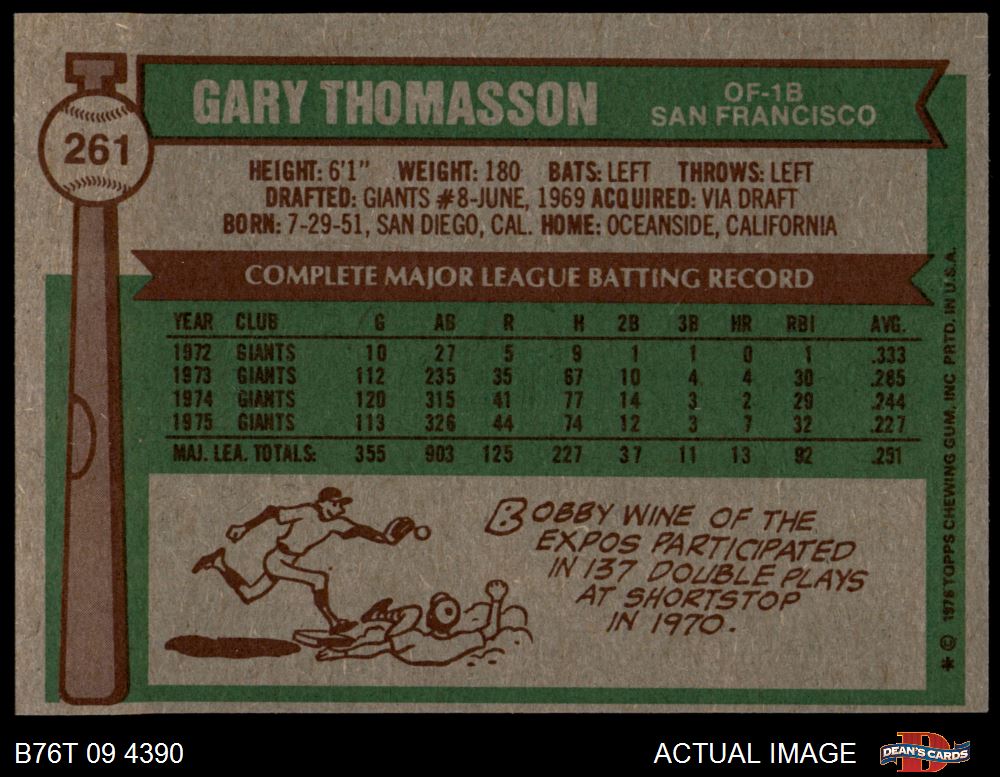 261
GARY THOMASSON
OF-1B
SAN FRANCISCO
HEIGHT: 6'1" WEIGHT: 180 BATS: LEFT THROWS: LEFT
DRAFTED: GIANTS #8-JUNE, 1969 ACQUIRED: VIA DRAFT
BORN: 7-29-51, SAN DIEGO, CAL. HOME: OCEANSIDE, CALIFORNIA
COMPLETE MAJOR LEAGUE BATTING RECORD
YEAR CLUB G AB R H 2B 3B HR RBI AVG.
1972 GIANTS 10 27 5 9 1 1 0 1 .333
1973 GIANTS 112 235 35 67 10 4 4 30 .285
1974 GIANTS 120 315 41 77 14 3 2 29 .244
1975 GIANTS 113 326 44 74 12 3 7 32 .227
MAJ. LEA. TOTALS: 355 903 125 227 37 11 13 92 .251
BOBBY WINE OF THE
EXPOS PARTICIPATED
IN 137 DOUBLE PLAYS
AT SHORTSTOP
IN 1970.
* © 1976 TOPPS CHEWING GUM, INC. PRTD. IN U.S.A.
B76T 09 4390
ACTUAL IMAGE
DEAN'S CARDS